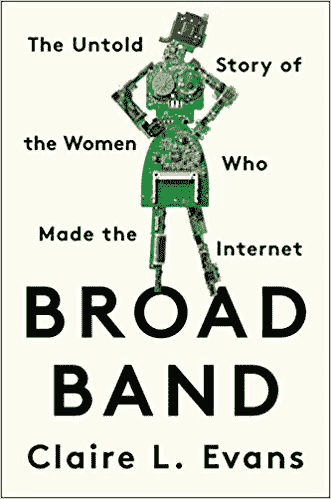 The Untold
Story of
the Women
Who
Made the
Internet
BROAD
BAND
Claire L. Evans